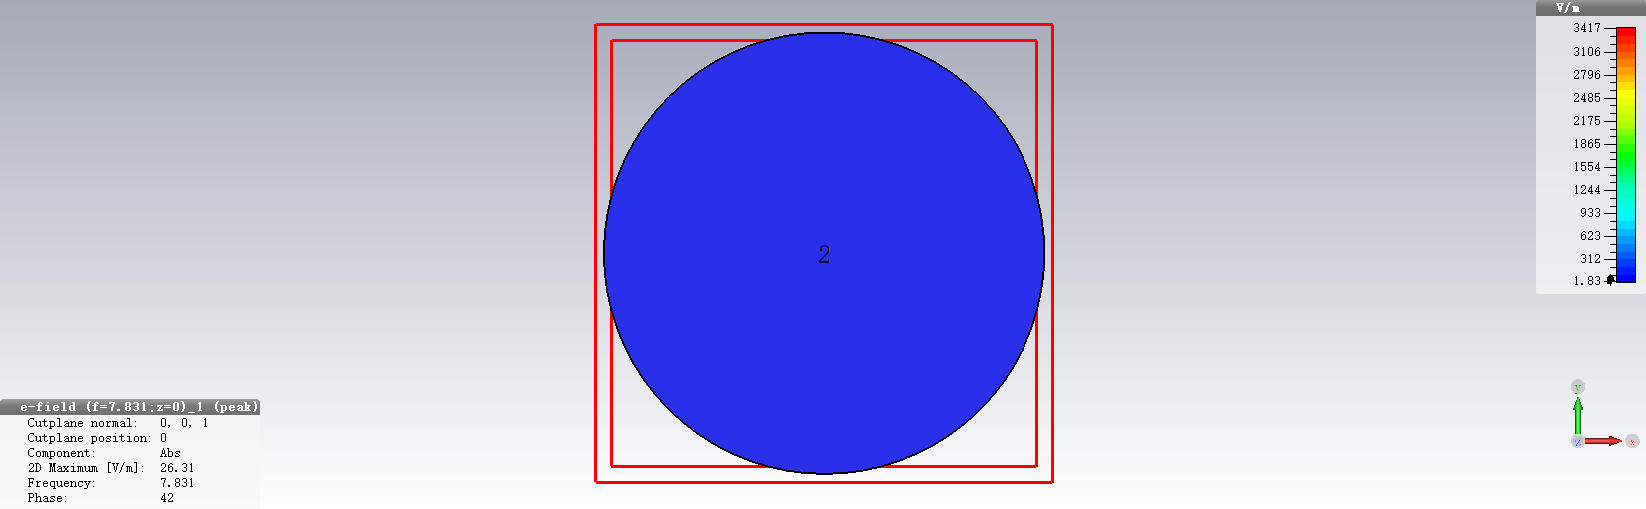 V/m
3417
3106
2796
2485
2175
1865
1554
1244
933
623
312
1.83
2
e-field (f=7.831;z=0)_1 (peak)
Cutplane normal: 0, 0, 1
Cutplane position: 0
Component: Abs
2D Maximum [V/m]: 26.31
Frequency: 7.831
Phase: 42
y
z
x